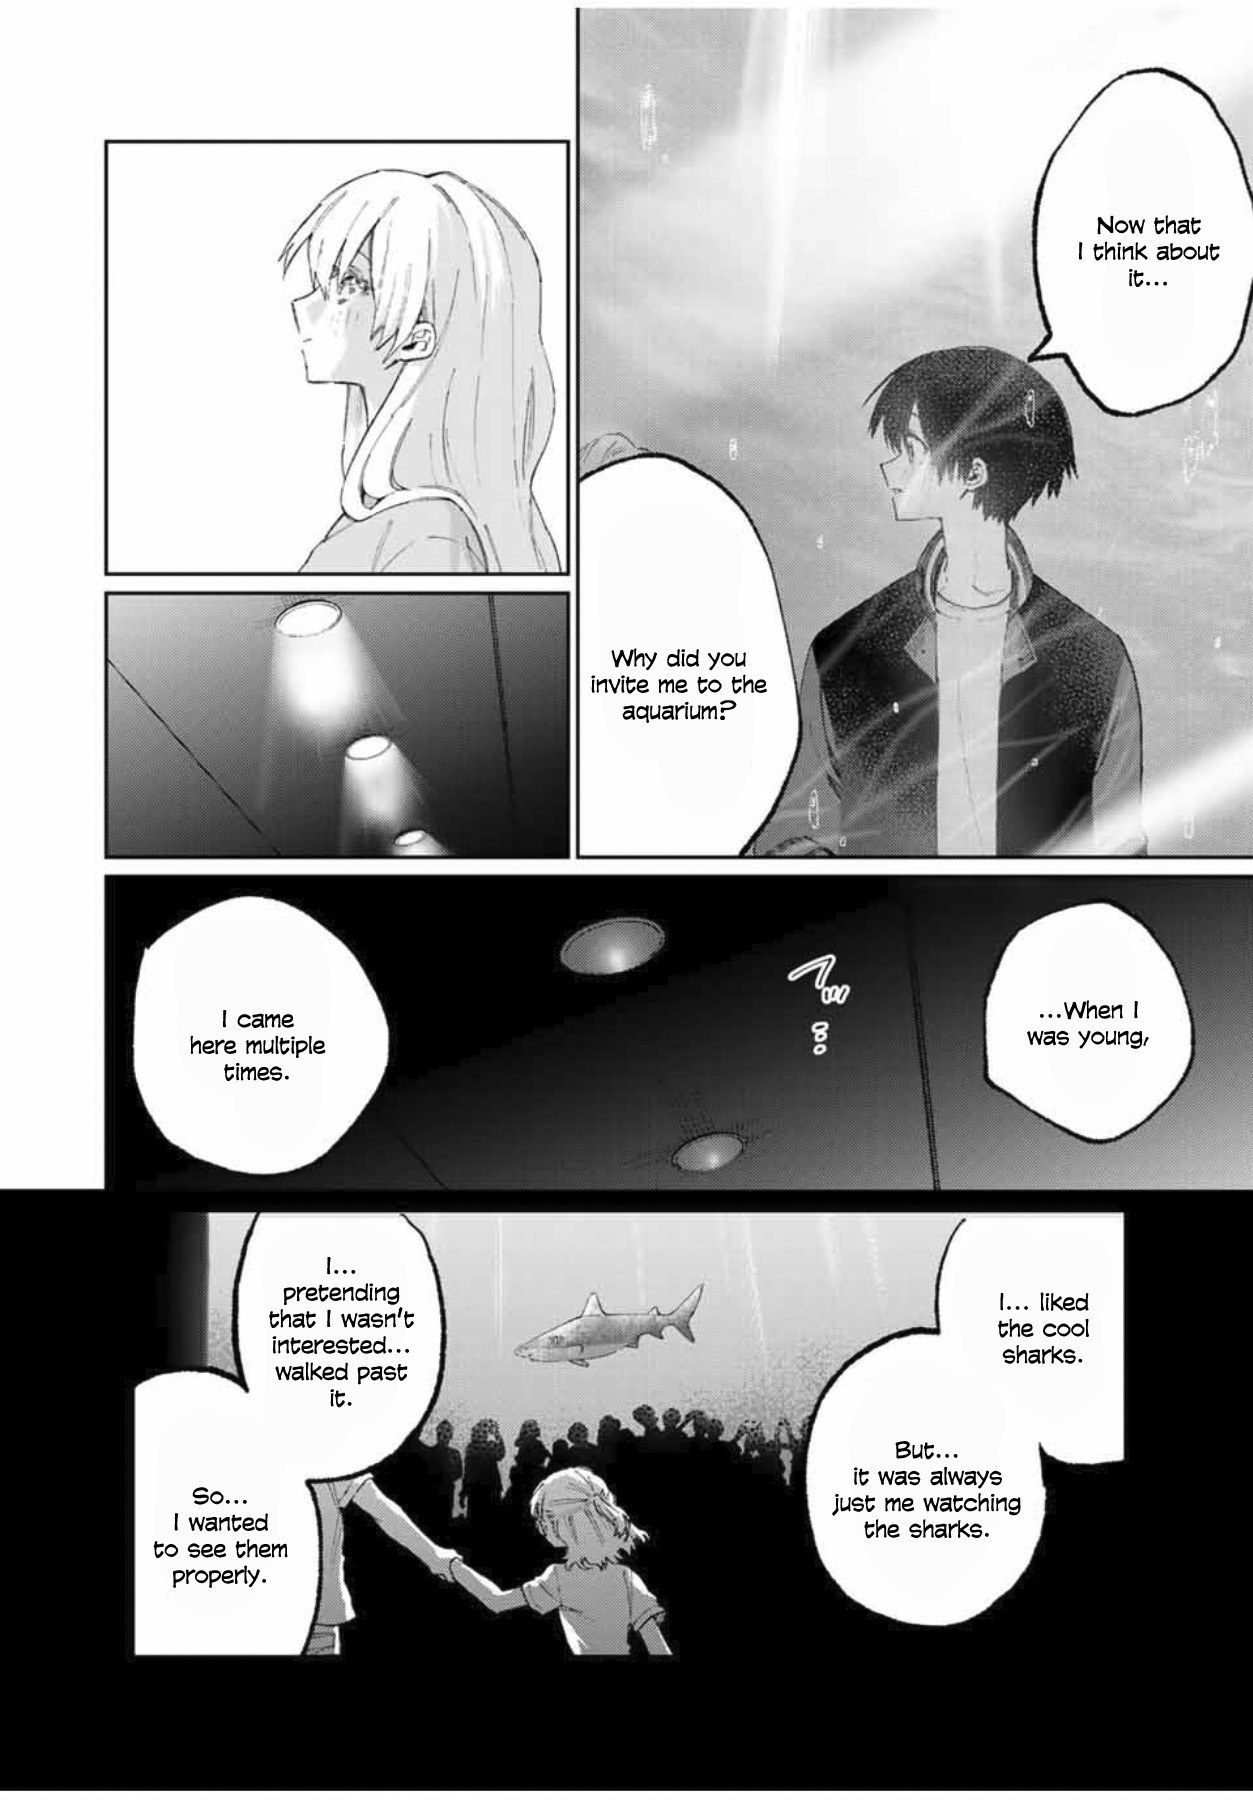 Now that
I think about
it...
Why did you
invite me to the
aquarium?
...When I
was young,
I came
here multiple
times.
I... liked
the cool
sharks.
But...
it was always
just me watching
the sharks.
I...
pretending
that I wasn't
interested...
walked past
it.
So...
I wanted
to see them
properly.